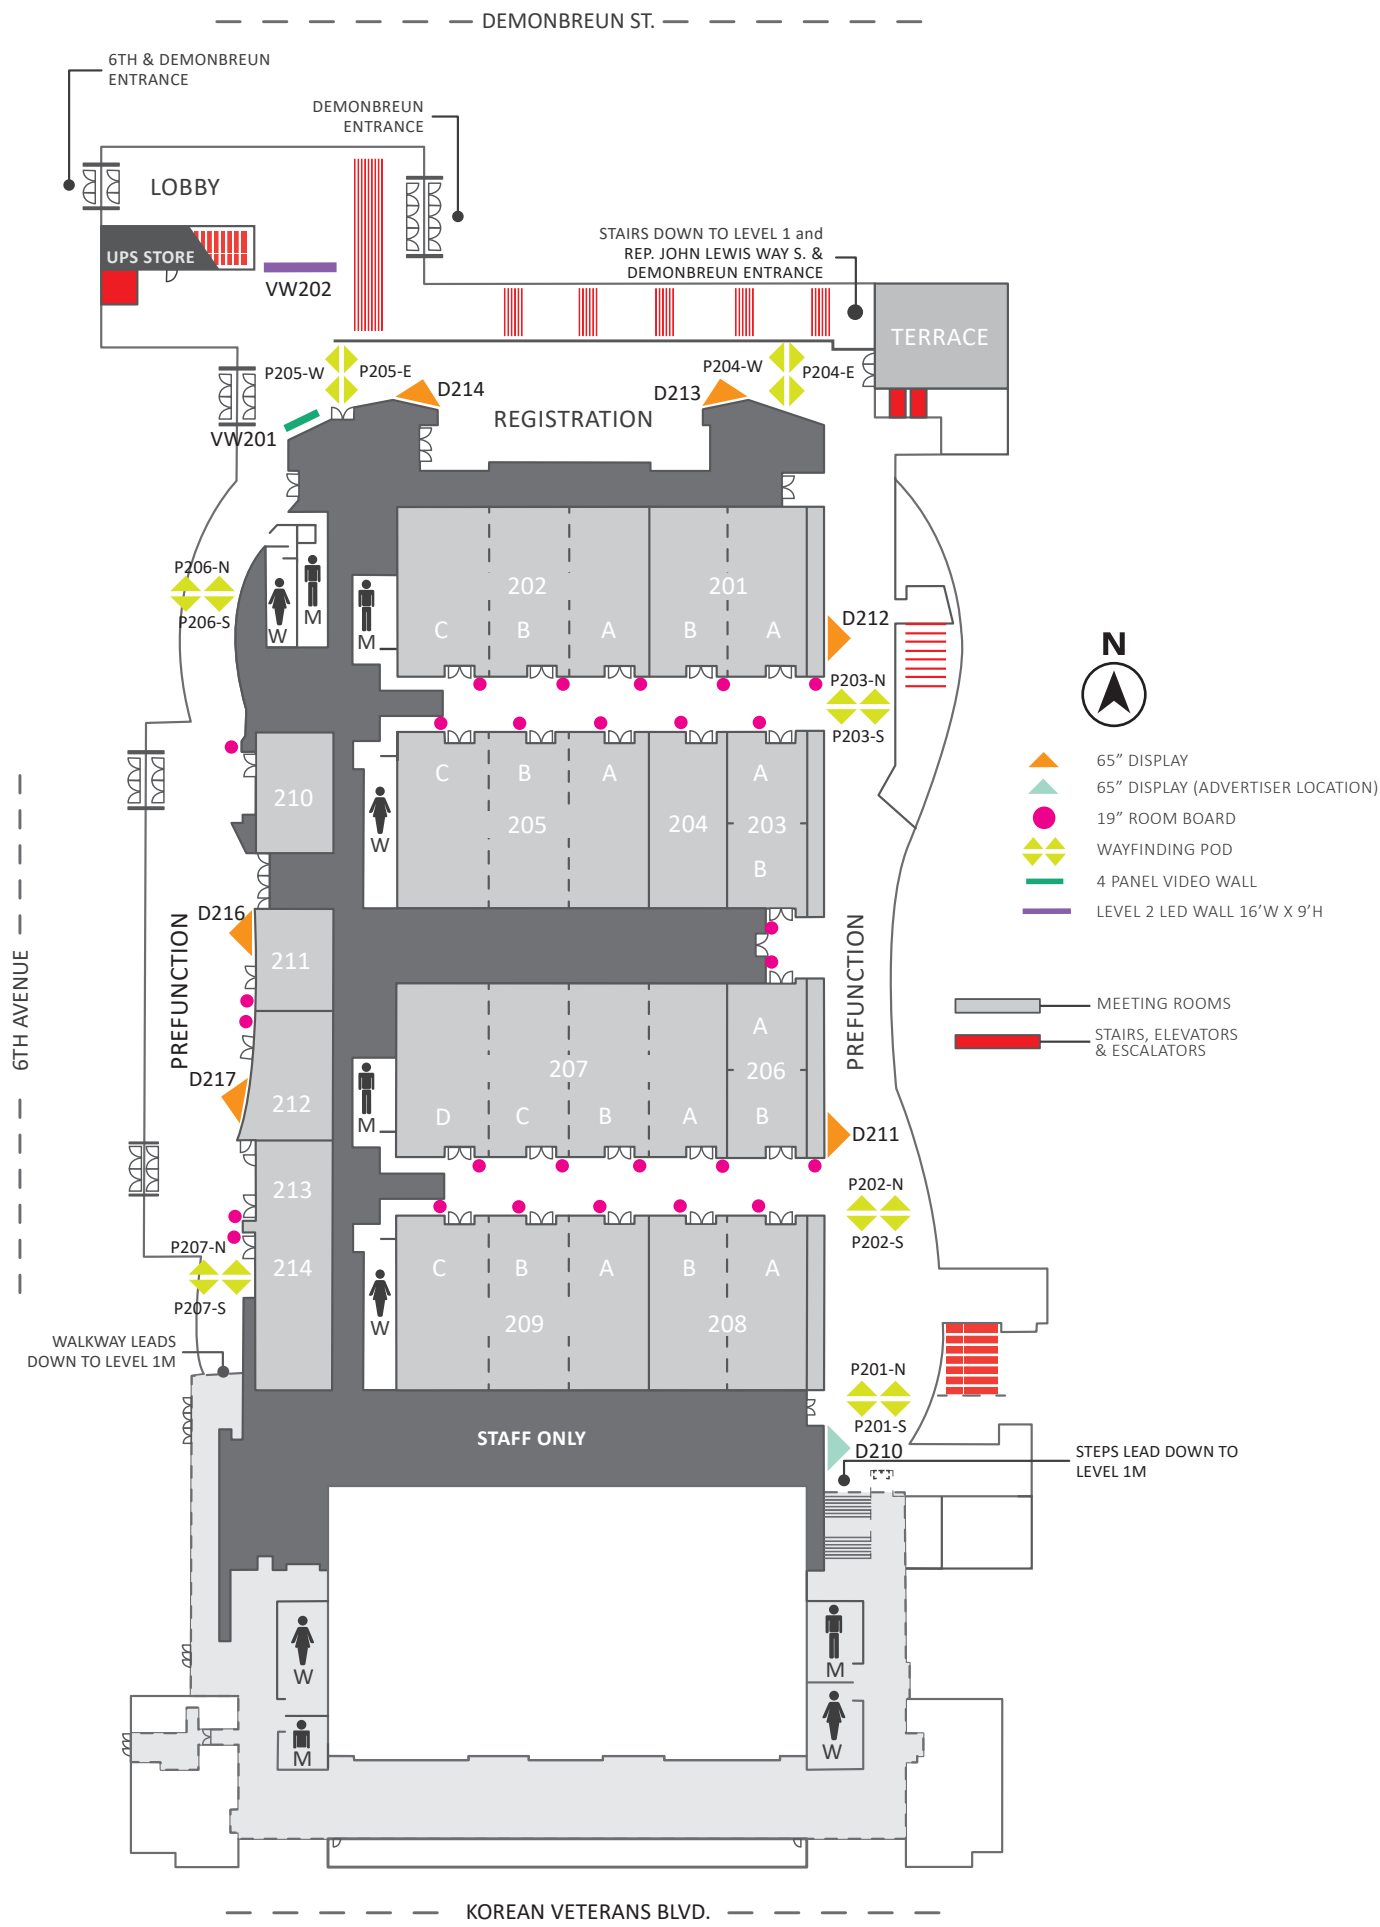 DEMONBREUN ST.
6TH & DEMONBREUN
ENTRANCE
DEMONBREUN
ENTRANCE
LOBBY
UPS STORE
VW202
STAIRS DOWN TO LEVEL 1 and
REP. JOHN LEWIS WAY S. &
DEMONBREUN ENTRANCE
TERRACE
P205-W
P205-E
D214
P204-W
P204-E
D213
VW201
REGISTRATION
P206-N
P206-S
W
M
M
202
C
B
A
201
B
A
D212
P203-N
P203-S
N
65” DISPLAY
65” DISPLAY (ADVERTISER LOCATION)
19” ROOM BOARD
WAYFINDING POD
4 PANEL VIDEO WALL
LEVEL 2 LED WALL 16’W X 9’H
MEETING ROOMS
STAIRS, ELEVATORS
& ESCALATORS
210
W
C
B
A
205
204
A
203
B
6TH AVENUE
PREFUNCTION
D216
211
PREFUNCTION
D217
212
M
207
D
C
B
A
A
206
B
D211
213
P202-N
P202-S
P207-N
P207-S
214
W
C
B
A
209
B
A
208
WALKWAY LEADS
DOWN TO LEVEL 1M
P201-N
P201-S
STAFF ONLY
D210
STEPS LEAD DOWN TO
LEVEL 1M
W
M
M
W
KOREAN VETERANS BLVD.